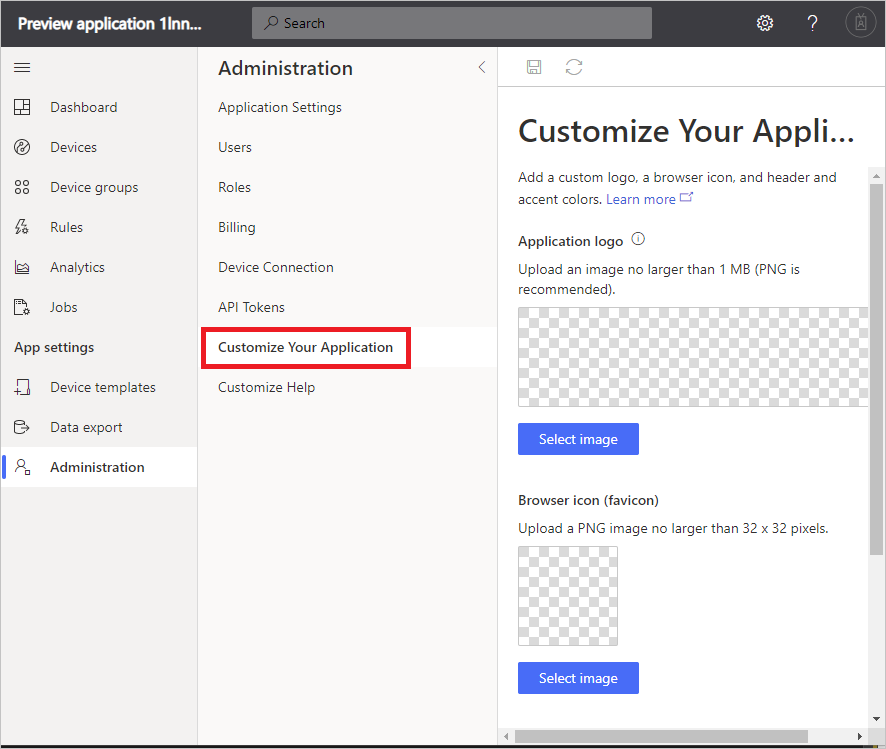 Preview application 1lnn...
Search
?
Dashboard
Devices
Device groups
Rules
Analytics
Jobs
App settings
Device templates
Data export
Administration
Administration
Application Settings
Users
Roles
Billing
Device Connection
API Tokens
Customize Your Application
Customize Help
Customize Your Appli...
Add a custom logo, a browser icon, and header and
accent colors. Learn more
Application logo
Upload an image no larger than 1 MB (PNG is
recommended).
Select image
Browser icon (favicon)
Upload a PNG image no larger than 32 x 32 pixels.
Select image